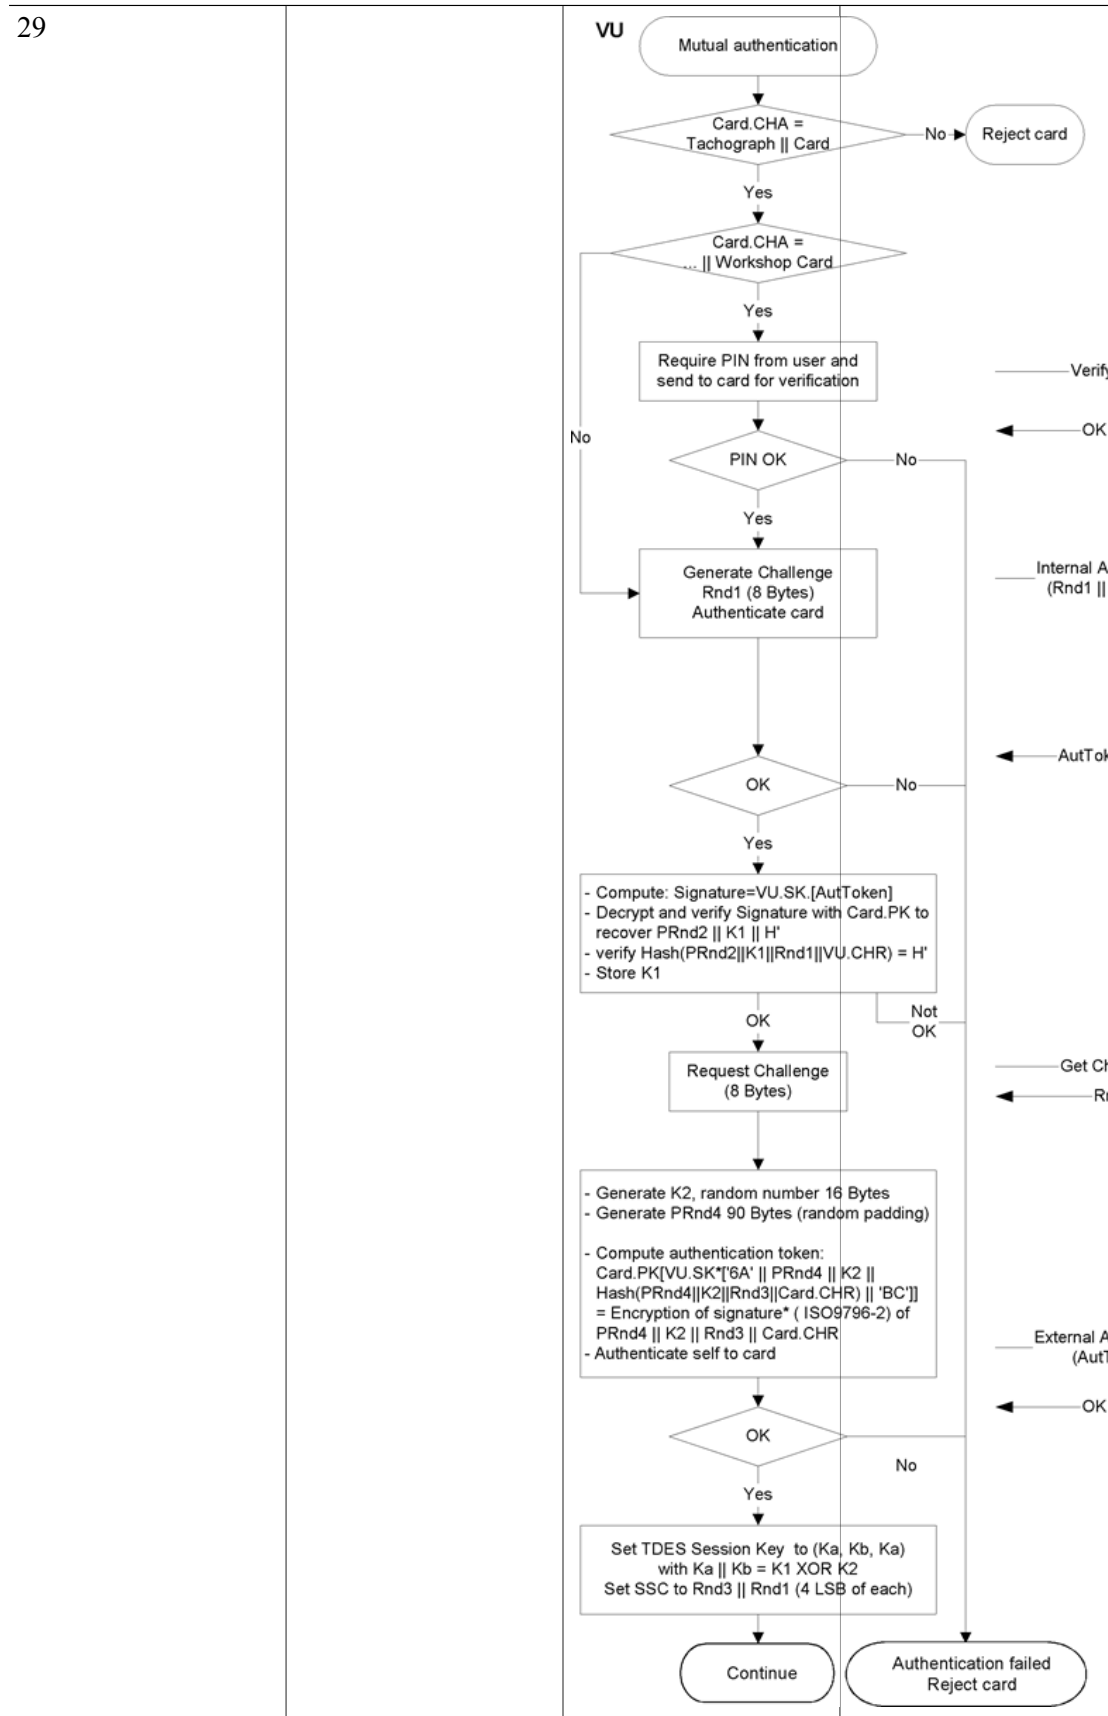 29
VU
Mutual authentication
Card.CHA =
Tachograph || Card
No
Reject card
Yes
Card.CHA =
... || Workshop Card
Yes
Require PIN from user and
send to card for verification
Verify
OK
No
PIN OK
No
Yes
Generate Challenge
Rnd1 (8 Bytes)
Authenticate card
Internal A
(Rnd1 ||
AutTok
OK
No
Yes
- Compute: Signature=VU.SK.[AutToken]
- Decrypt and verify Signature with Card.PK to
recover PRnd2 || K1 || H'
- verify Hash(PRnd2||K1||Rnd1||VU.CHR) = H'
- Store K1
OK
Not
OK
Request Challenge
(8 Bytes)
Get Ch
Rn
- Generate K2, random number 16 Bytes
- Generate PRnd4 90 Bytes (random padding)
- Compute authentication token:
Card.PK[VU.SK*['6A' || PRnd4 || K2 ||
Hash(PRnd4||K2||Rnd3||Card.CHR) || 'BC']]
= Encryption of signature* ( ISO9796-2) of
PRnd4 || K2 || Rnd3 || Card.CHR
- Authenticate self to card
External A
(AutT
OK
OK
No
Yes
Set TDES Session Key to (Ka, Kb, Ka)
with Ka || Kb = K1 XOR K2
Set SSC to Rnd3 || Rnd1 (4 LSB of each)
Continue
Authentication failed
Reject card